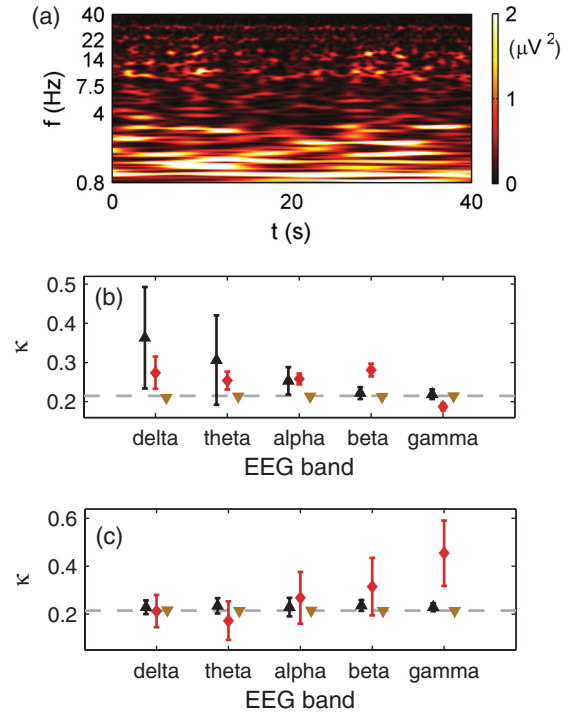 (a)
40
22
14
7.5
4
0.8
f (Hz)
0 20 40
t (s)
2
1
0
(μV 2)
(b)
0.5
0.4
0.3
0.2
κ
delta theta alpha beta gamma
EEG band
(c)
0.6
0.4
0.2
κ
delta theta alpha beta gamma
EEG band